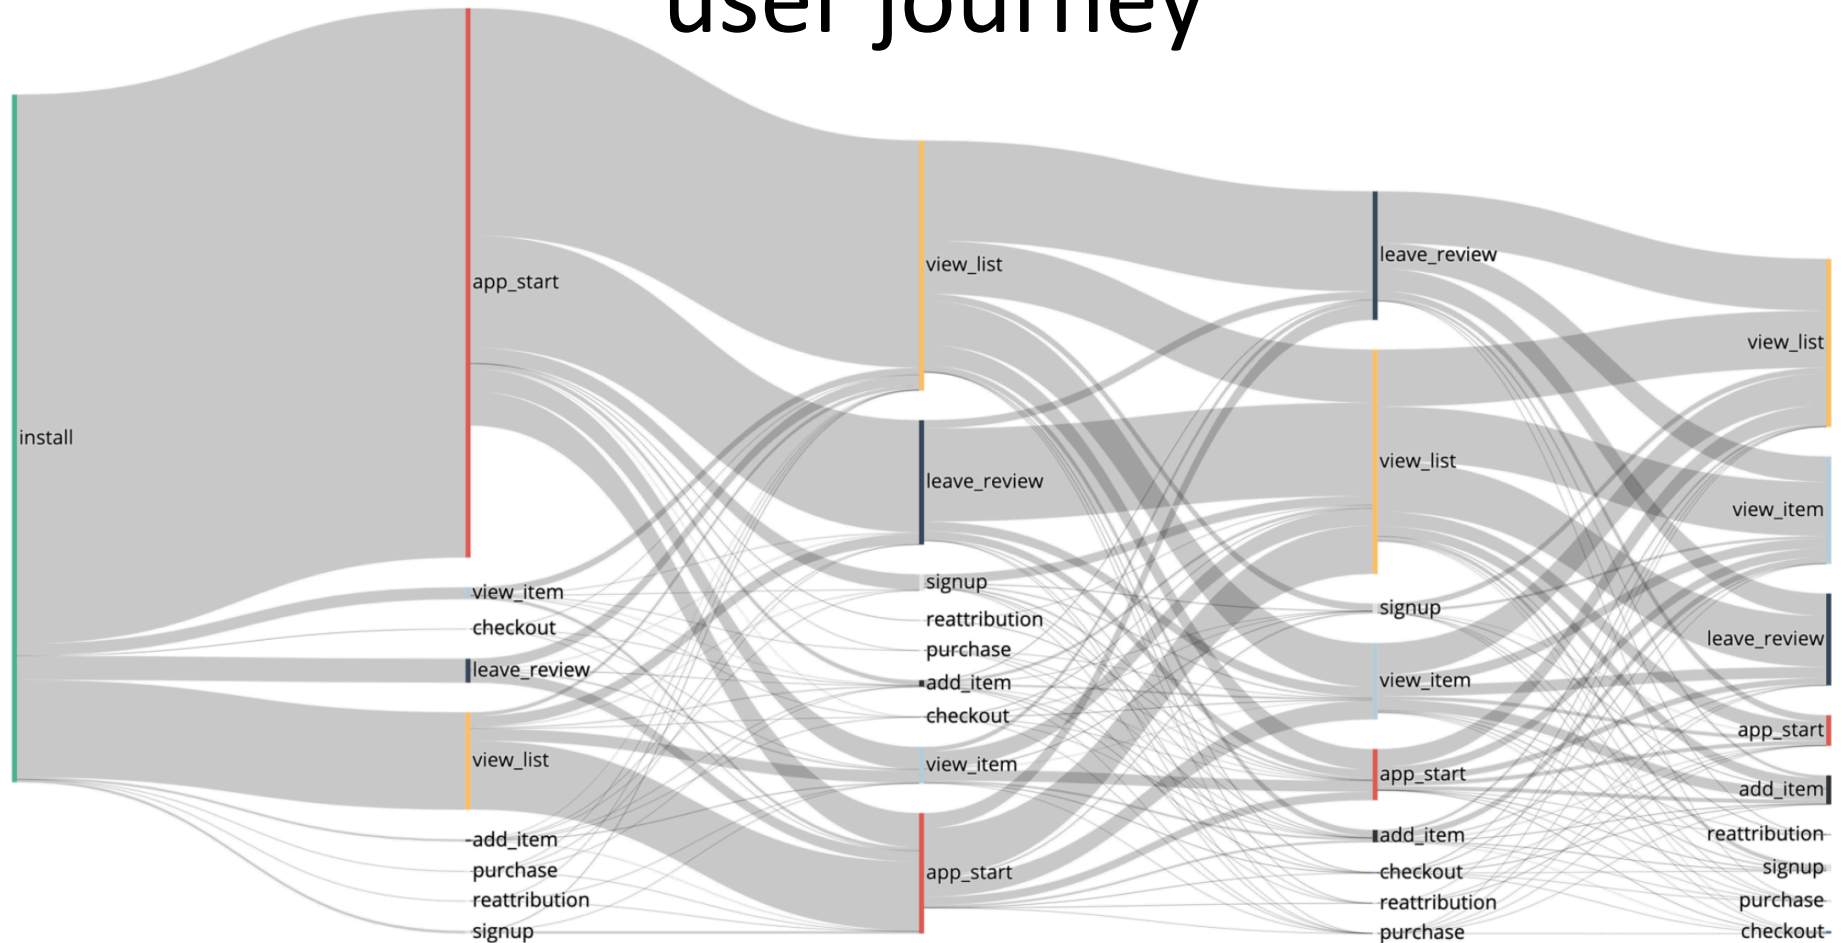 user journey
install
app_start
view_item
checkout
leave_review
view_list
add_item
purchase
reattribution
signup
view_list
leave_review
signup
reattribution
purchase
add_item
checkout
view_item
app_start
leave_review
view_list
signup
view_item
app_start
add_item
checkout
reattribution
purchase
view_list
view_item
leave_review
app_start
add_item
reattribution
signup
purchase
checkout